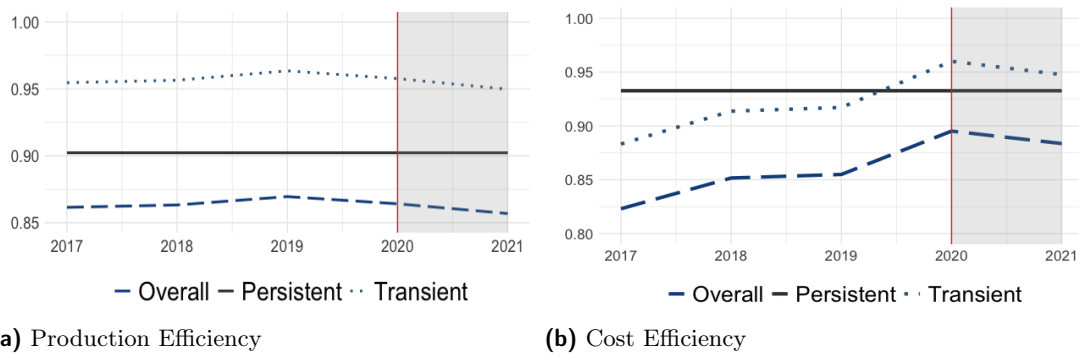 1.00
0.95
0.90
0.85
2017 2018 2019 2020 2021
Overall Persistent Transient
a) Production Efficiency
1.00
0.95
0.90
0.85
0.80
2017 2018 2019 2020 2021
Overall Persistent Transient
(b) Cost Efficiency